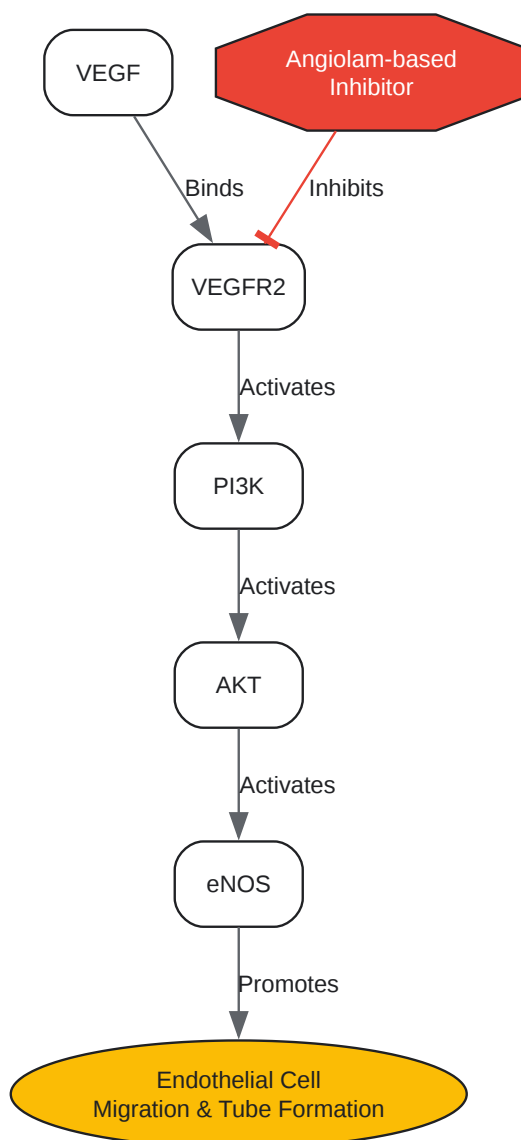 VEGF
Angiolam-based
Inhibitor
Binds
Inhibits
VEGFR2
Activates
PI3K
Activates
AKT
Activates
eNOS
Promotes
Endothelial Cell
Migration & Tube Formation